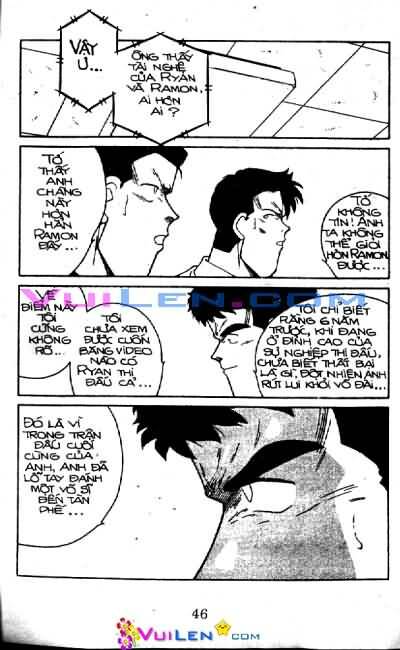 VẬY
Ư...
ÔNG THẤY
TÀI NGHỆ
CỦA RYAN
VÀ RAMON,
AI HƠN
AI?
TỚ
THẤY
ANH
CHÀNG
NÀY
HƠN
HẲN
RAMON
ĐẤY...
TỚ
KHÔNG
TIN! ANH
TA KHÔNG
THỂ GIỎI
HƠN RAMON
ĐƯỢC...
VỀ
ĐIỂM NÀY
TÔI
CŨNG
KHÔNG
RÕ...
TÔI
CHƯA XEM
ĐƯỢC CUỐN
BĂNG VIDEO
NÀO CÓ
RYAN THI
ĐẤU CẢ...
TÔI CHỈ BIẾT
RẰNG 6 NĂM
TRƯỚC, KHI ĐANG
Ở ĐỈNH CAO CỦA
SỰ NGHIỆP THI ĐẤU,
CHƯA BIẾT THẤT BẠI
LÀ GÌ, ĐỘT NHIÊN ANH
RÚT LUI KHỎI VÕ ĐÀI...
VUILEN.COM
ĐÓ LÀ VÌ
TRONG TRẬN
ĐẤU CUỐI
CÙNG CỦA
ANH, ANH ĐÃ
LỠ TAY ĐÁNH
MỘT VÕ SĨ
ĐẾN TÀN
PHẾ...
46
VUILEN.COM